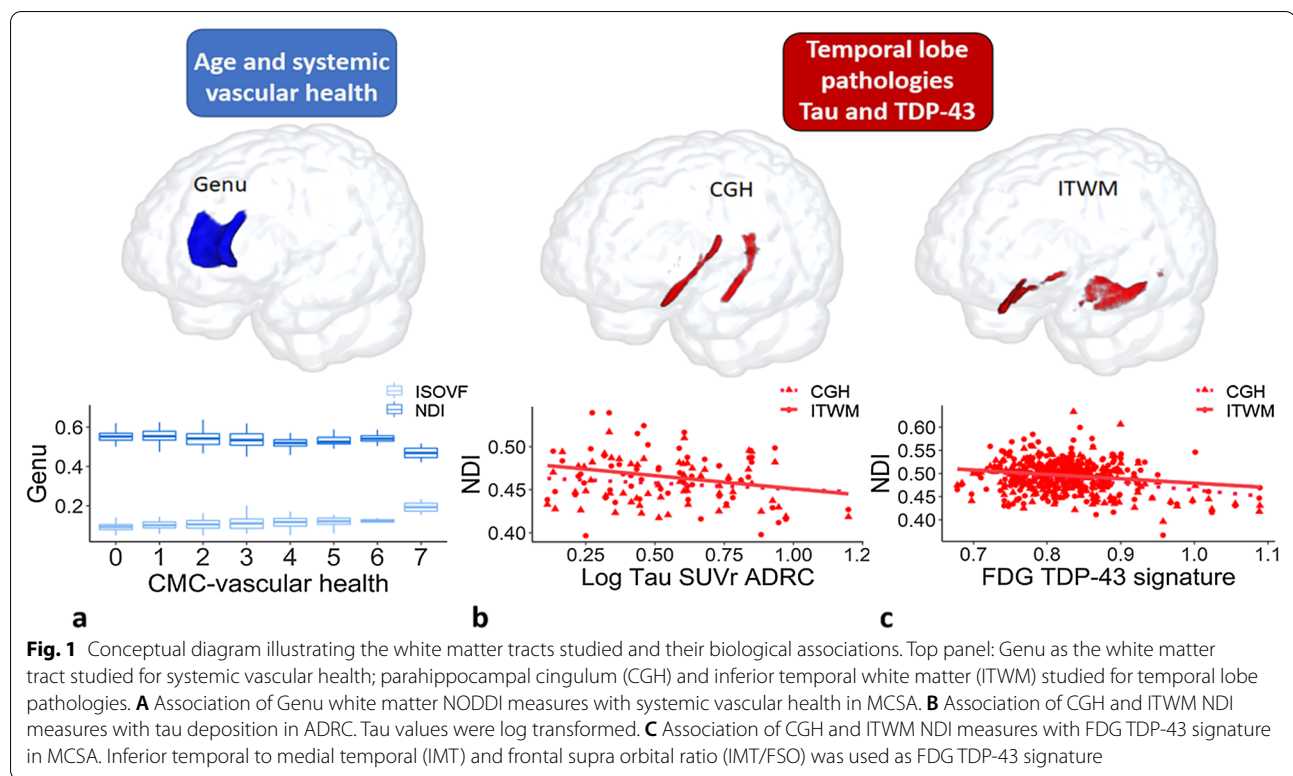 Age and systemic
vascular health
Temporal lobe
pathologies
Tau and TDP-43
Genu
CGH
ITWM
ISOVF
NDI
Genu
0.6
0.4
0.2
0 1 2 3 4 5 6 7
CMC-vascular health
a
CGH
ITWM
NDI
0.50
0.45
0.40
0.25 0.50 0.75 1.00 1.2
Log Tau SUVr ADRC
b
CGH
ITWM
NDI
0.60
0.55
0.50
0.45
0.40
0.7 0.8 0.9 1.0 1.1
FDG TDP-43 signature
c
Fig. 1 Conceptual diagram illustrating the white matter tracts studied and their biological associations. Top panel: Genu as the white matter
tract studied for systemic vascular health; parahippocampal cingulum (CGH) and inferior temporal white matter (ITWM) studied for temporal lobe
pathologies. A Association of Genu white matter NODDI measures with systemic vascular health in MCSA. B Association of CGH and ITWM NDI
measures with tau deposition in ADRC. Tau values were log transformed. C Association of CGH and ITWM NDI measures with FDG TDP-43 signature
in MCSA. Inferior temporal to medial temporal (IMT) and frontal supra orbital ratio (IMT/FSO) was used as FDG TDP-43 signature